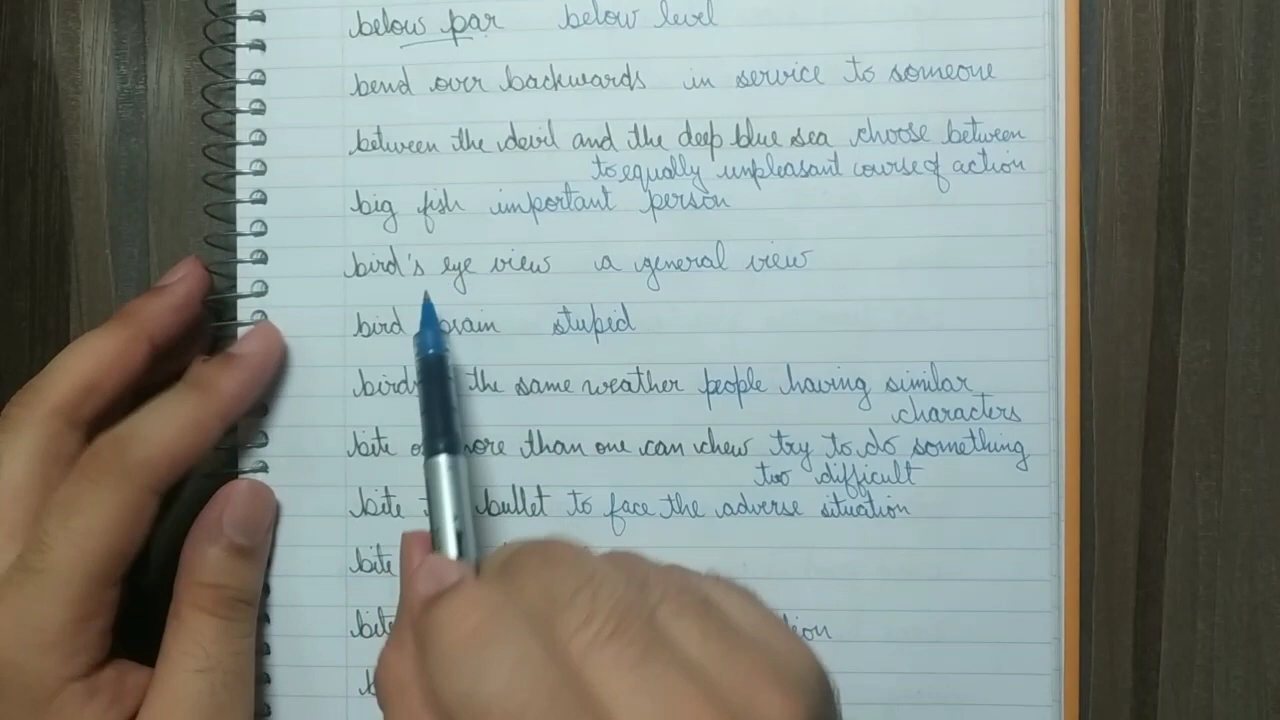 below par below level
bend over backwards in service to someone
between the devil and the deep blue sea choose between
to equally unpleasant course of action
big fish important person
bird's eye view a general view
bird brain stupid
the same weather people having similar
characters
bite more than one can chew try to do something
too difficult
bite bullet to face the adverse situation
bite